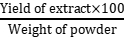 Yield of extract×100
Weight of powder